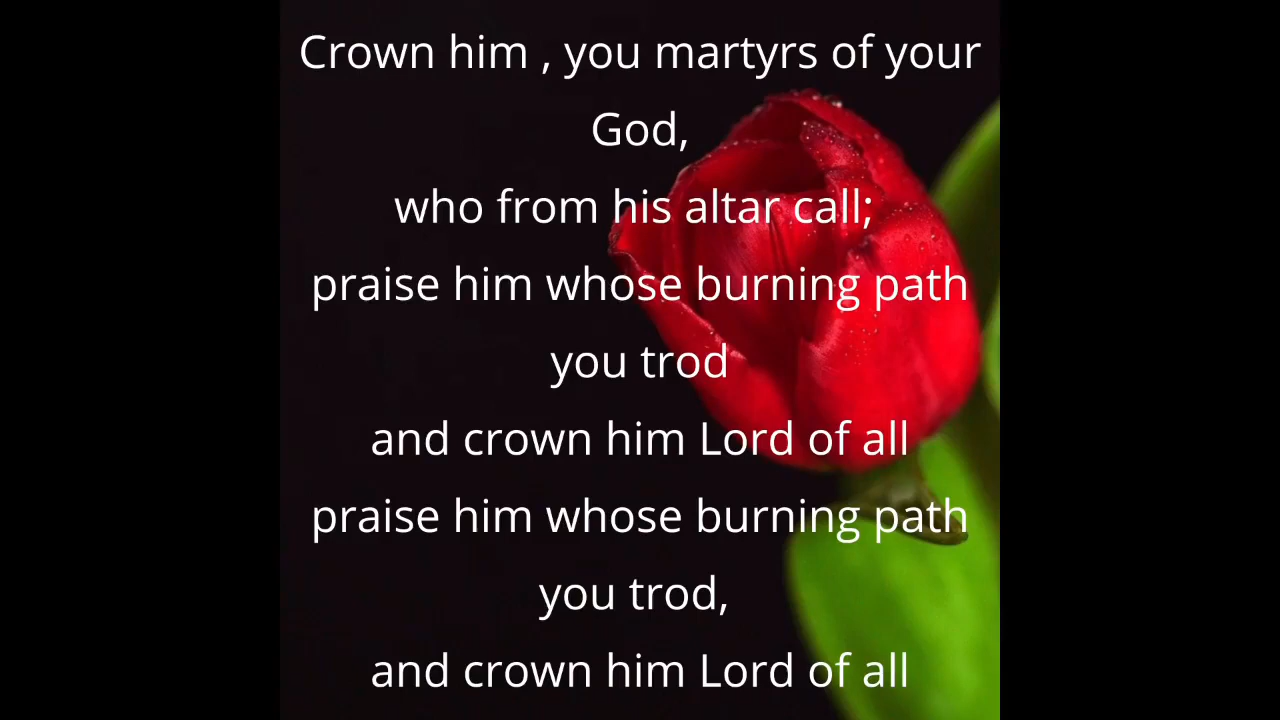 Crown him , you martyrs of your
God,
who from his altar call;
praise him whose burning path
you trod
and crown him Lord of all
praise him whose burning path
you trod,
and crown him Lord of all